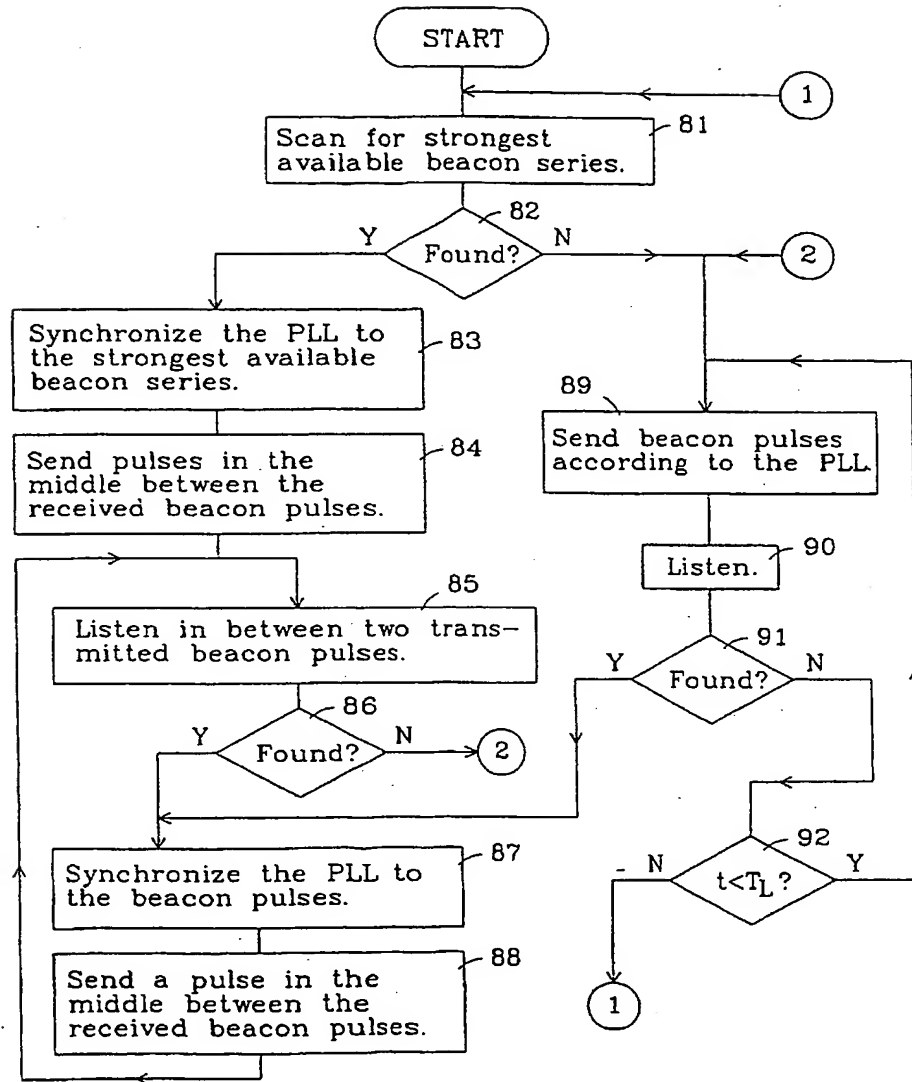 START
1
81
Scan for strongest
available beacon series.
82
Y
Found?
N
2
Synchronize the PLL to
the strongest available
beacon series.
83
89
Send beacon pulses
according to the PLL
84
Send pulses in the
middle between the
received beacon pulses.
90
Listen.
85
Listen in between two trans-
mitted beacon pulses.
91
Y
Found?
N
86
Y
Found?
N
2
87
Synchronize the PLL to
the beacon pulses.
92
N
t<TL?
Y
88
Send a pulse in the
middle between the
received beacon pulses.
1